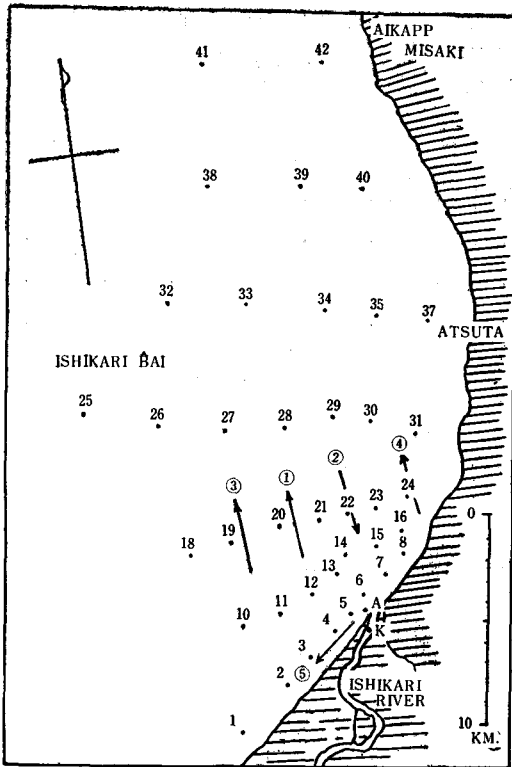 AIKAPP
MISAKI
41 42
38 39 40
32 33 34 35 37
ATSUTA
ISHIKARI BAI
25 26 27 28 29 30 31
③ ① ② ④
18 19 20 21 22 23 24
16
14 15 8
13 7
12 6
10 11 5 A
4 K
3
⑤
2
1
ISHIKARI
RIVER
0
10
KM.